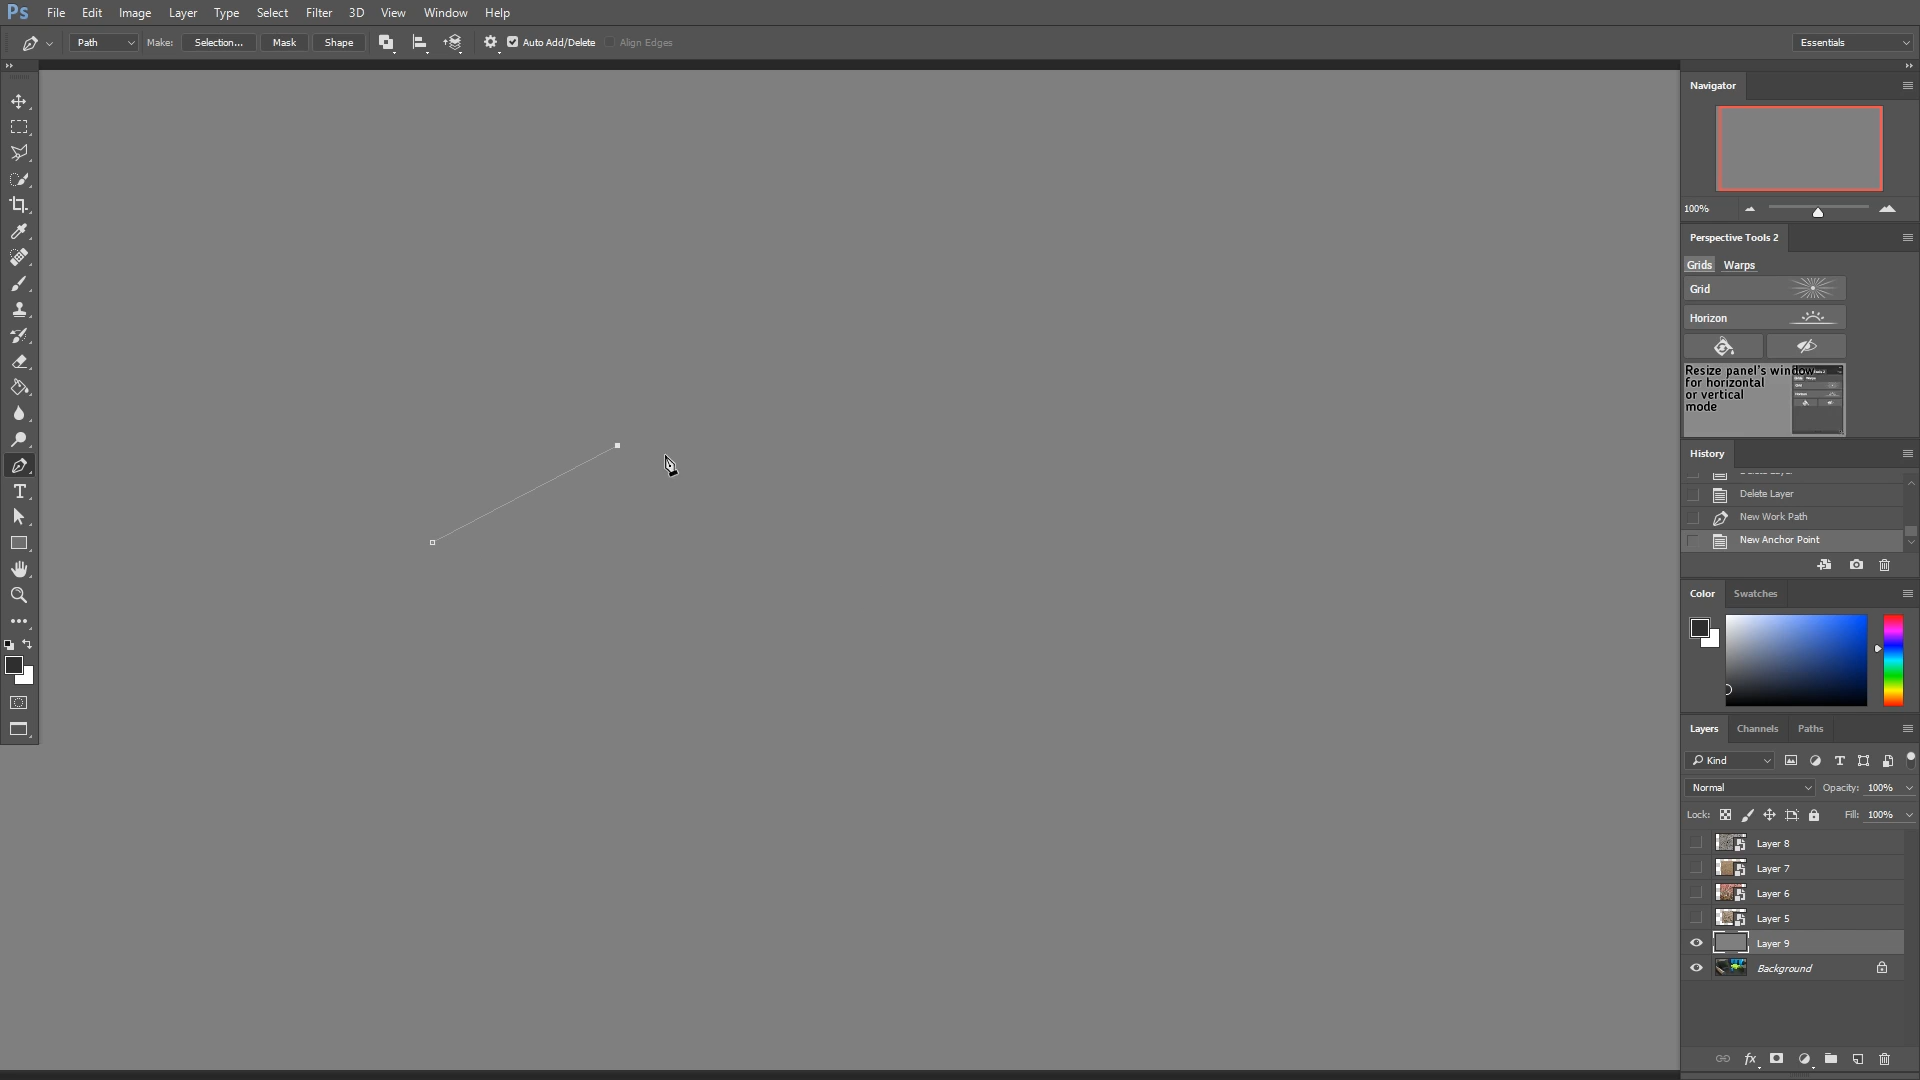 Ps File Edit Image Layer Type Select Filter 3D View Window Help
Path Make: Selection... Mask Shape Auto Add/Delete Align Edges Essentials
Navigator
100%
Perspective Tools 2
Grids Warps
Grid
Horizon
Resize panel's window
for horizontal
or vertical
mode
History
Delete Layer
Delete Layer
New Work Path
New Anchor Point
Color Swatches
Layers Channels Paths
Kind
Normal Opacity: 100%
Lock: Fill: 100%
Layer 8
Layer 7
Layer 6
Layer 5
Layer 9
Background